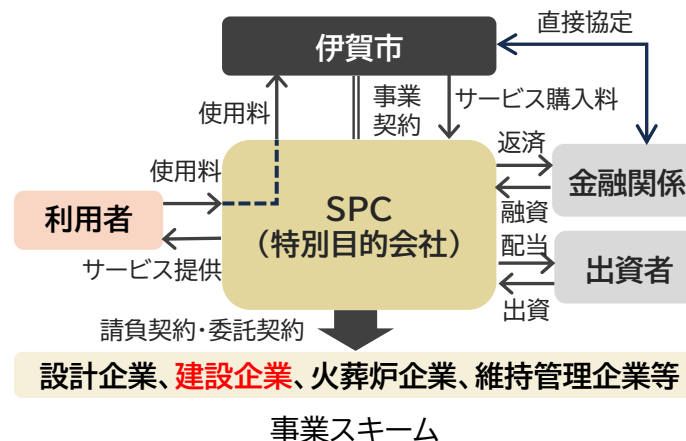 直接協定
伊賀市
使用料
事業
契約
サービス購入料
返済
使用料
金融関係
利用者
SPC
(特別目的会社)
融資
配当
サービス提供
出資者
出資
請負契約・委託契約
設計企業、建設企業、火葬炉企業、維持管理企業等
事業スキーム